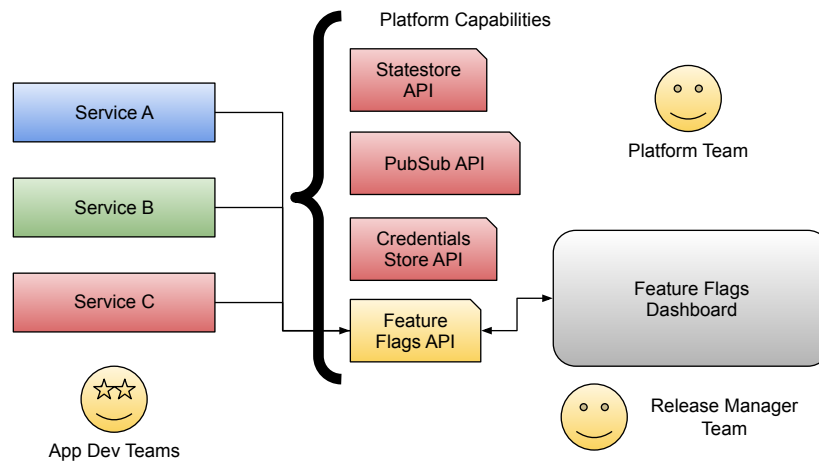 Platform Capabilities
Statestore
API
Service A
PubSub API
Platform Team
Service B
Credentials
Store API
Service C
Feature
Flags API
Feature Flags
Dashboard
App Dev Teams
Release Manager
Team